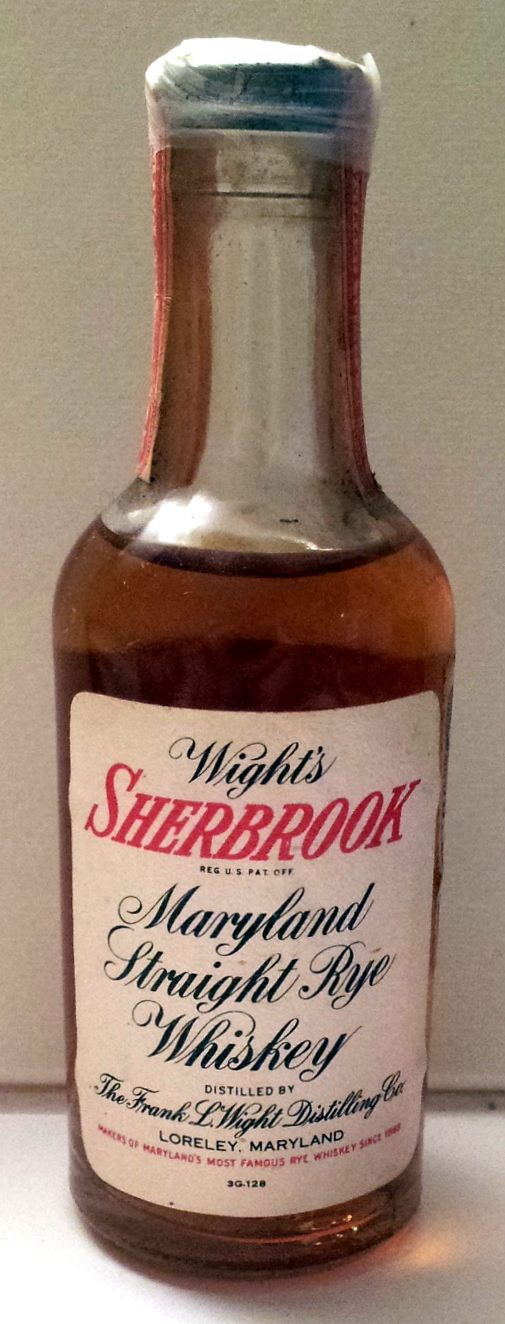 Wight's
SHERBROOK
REG. U.S. PAT. OFF.
Maryland
Straight Rye
Whiskey
DISTILLED BY
The Frank L. Wight Distilling Co.
LORELEY, MARYLAND
MAKERS OF MARYLAND'S MOST FAMOUS RYE WHISKEY SINCE
3G-128